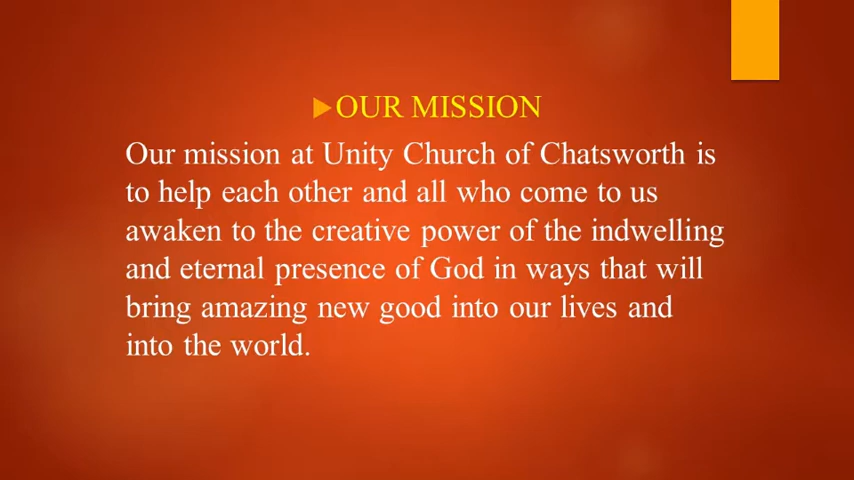 OUR MISSION
Our mission at Unity Church of Chatsworth is
to help each other and all who come to us
awaken to the creative power of the indwelling
and eternal presence of God in ways that will
bring amazing new good into our lives and
into the world.